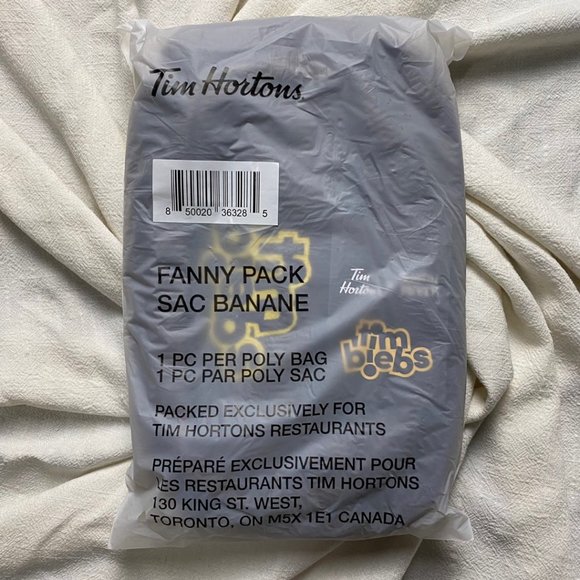 Tim Hortons
8 50020 36328 5
FANNY PACK
SAC BANANE
Tim
Hortons
tim
biebs
1 PC PER POLY BAG
1 PC PAR POLY SAC
PACKED EXCLUSIVELY FOR
TIM HORTONS RESTAURANTS
PRÉPARÉ EXCLUSIVEMENT POUR
LES RESTAURANTS TIM HORTONS
130 KING ST. WEST,
TORONTO, ON M5X 1E1 CANADA